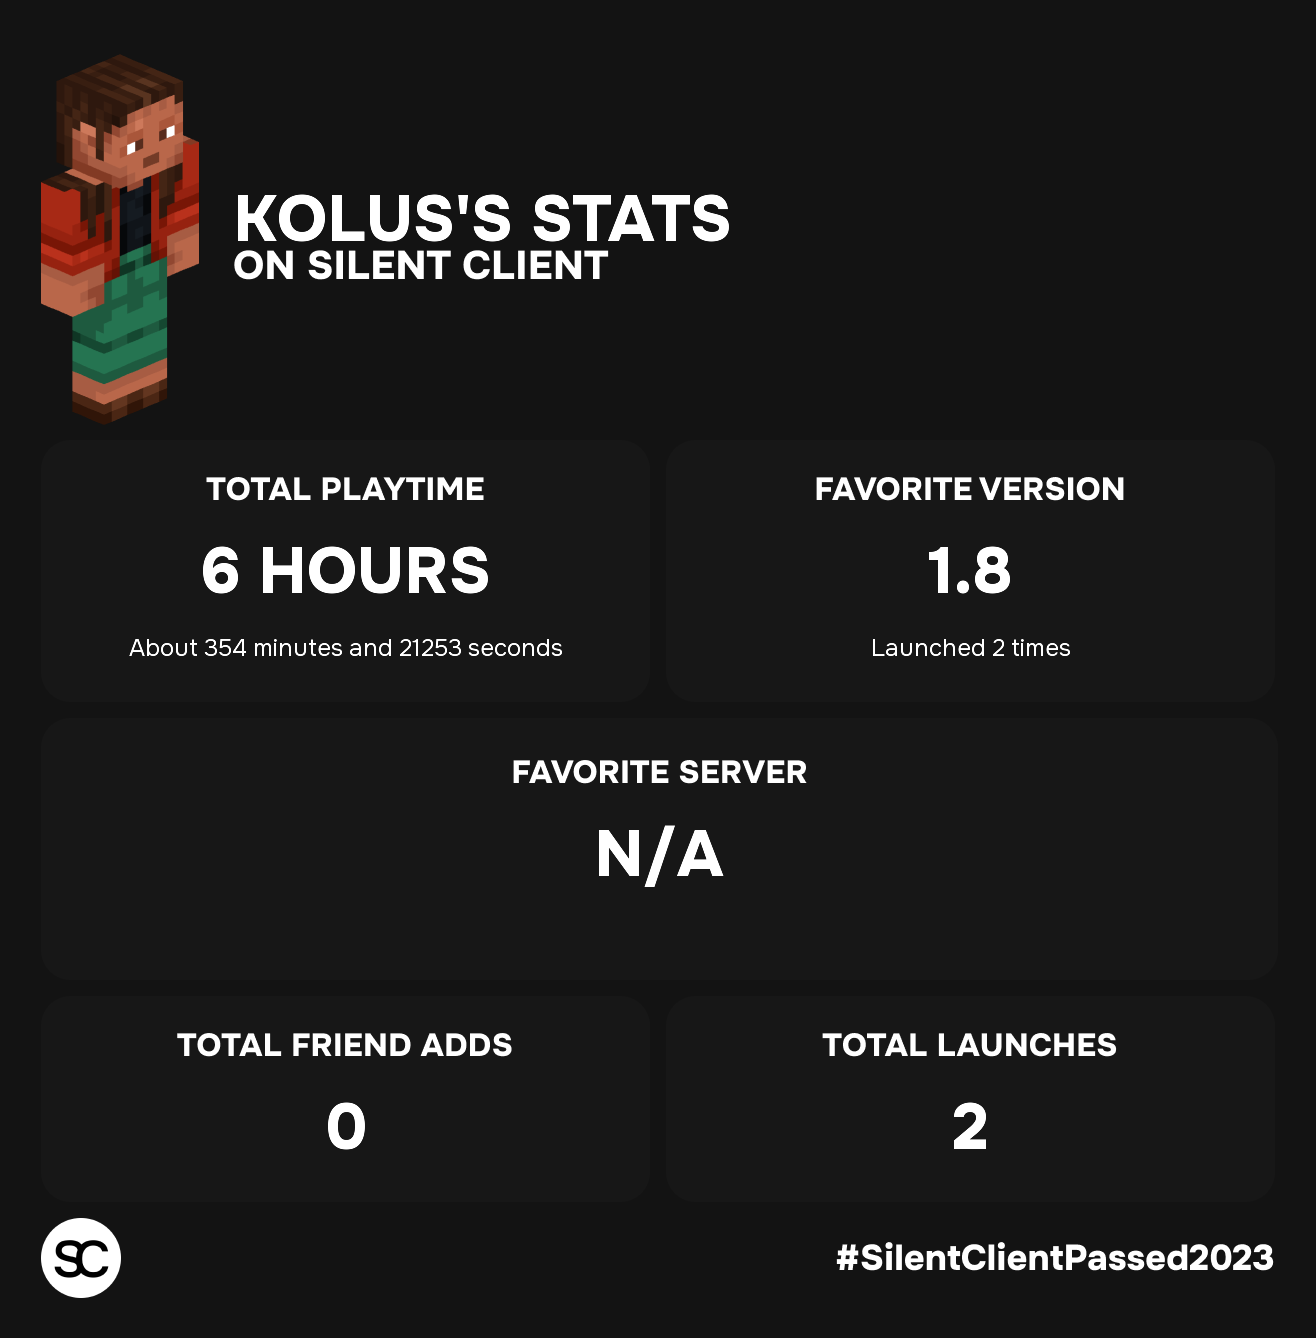 KOLUS'S STATS
ON SILENT CLIENT
TOTAL PLAYTIME
6 HOURS
About 354 minutes and 21253 seconds
FAVORITE VERSION
1.8
Launched 2 times
FAVORITE SERVER
N/A
TOTAL FRIEND ADDS
0
TOTAL LAUNCHES
2
SC
#SilentClientPassed2023